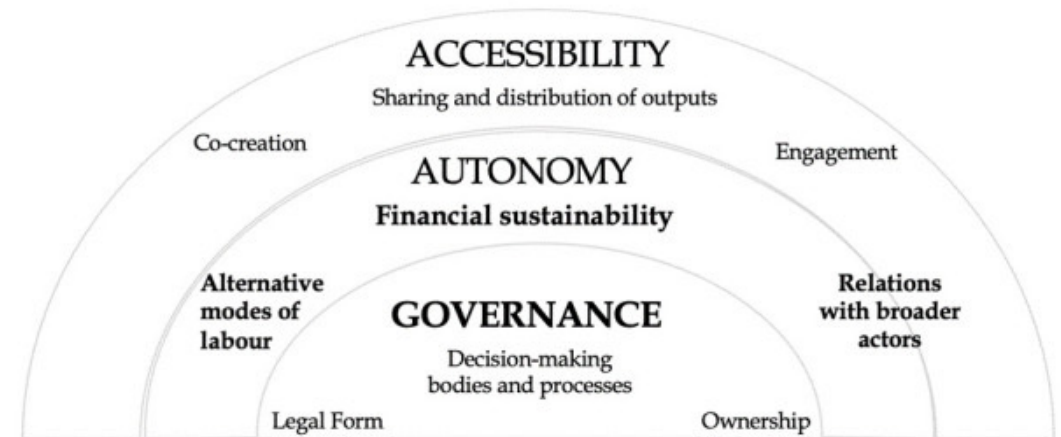 ACCESSIBILITY
Sharing and distribution of outputs
Co-creation
Engagement
AUTONOMY
Financial sustainability
Alternative
modes of
labour
Relations
with broader
actors
GOVERNANCE
Decision-making
bodies and processes
Legal Form
Ownership